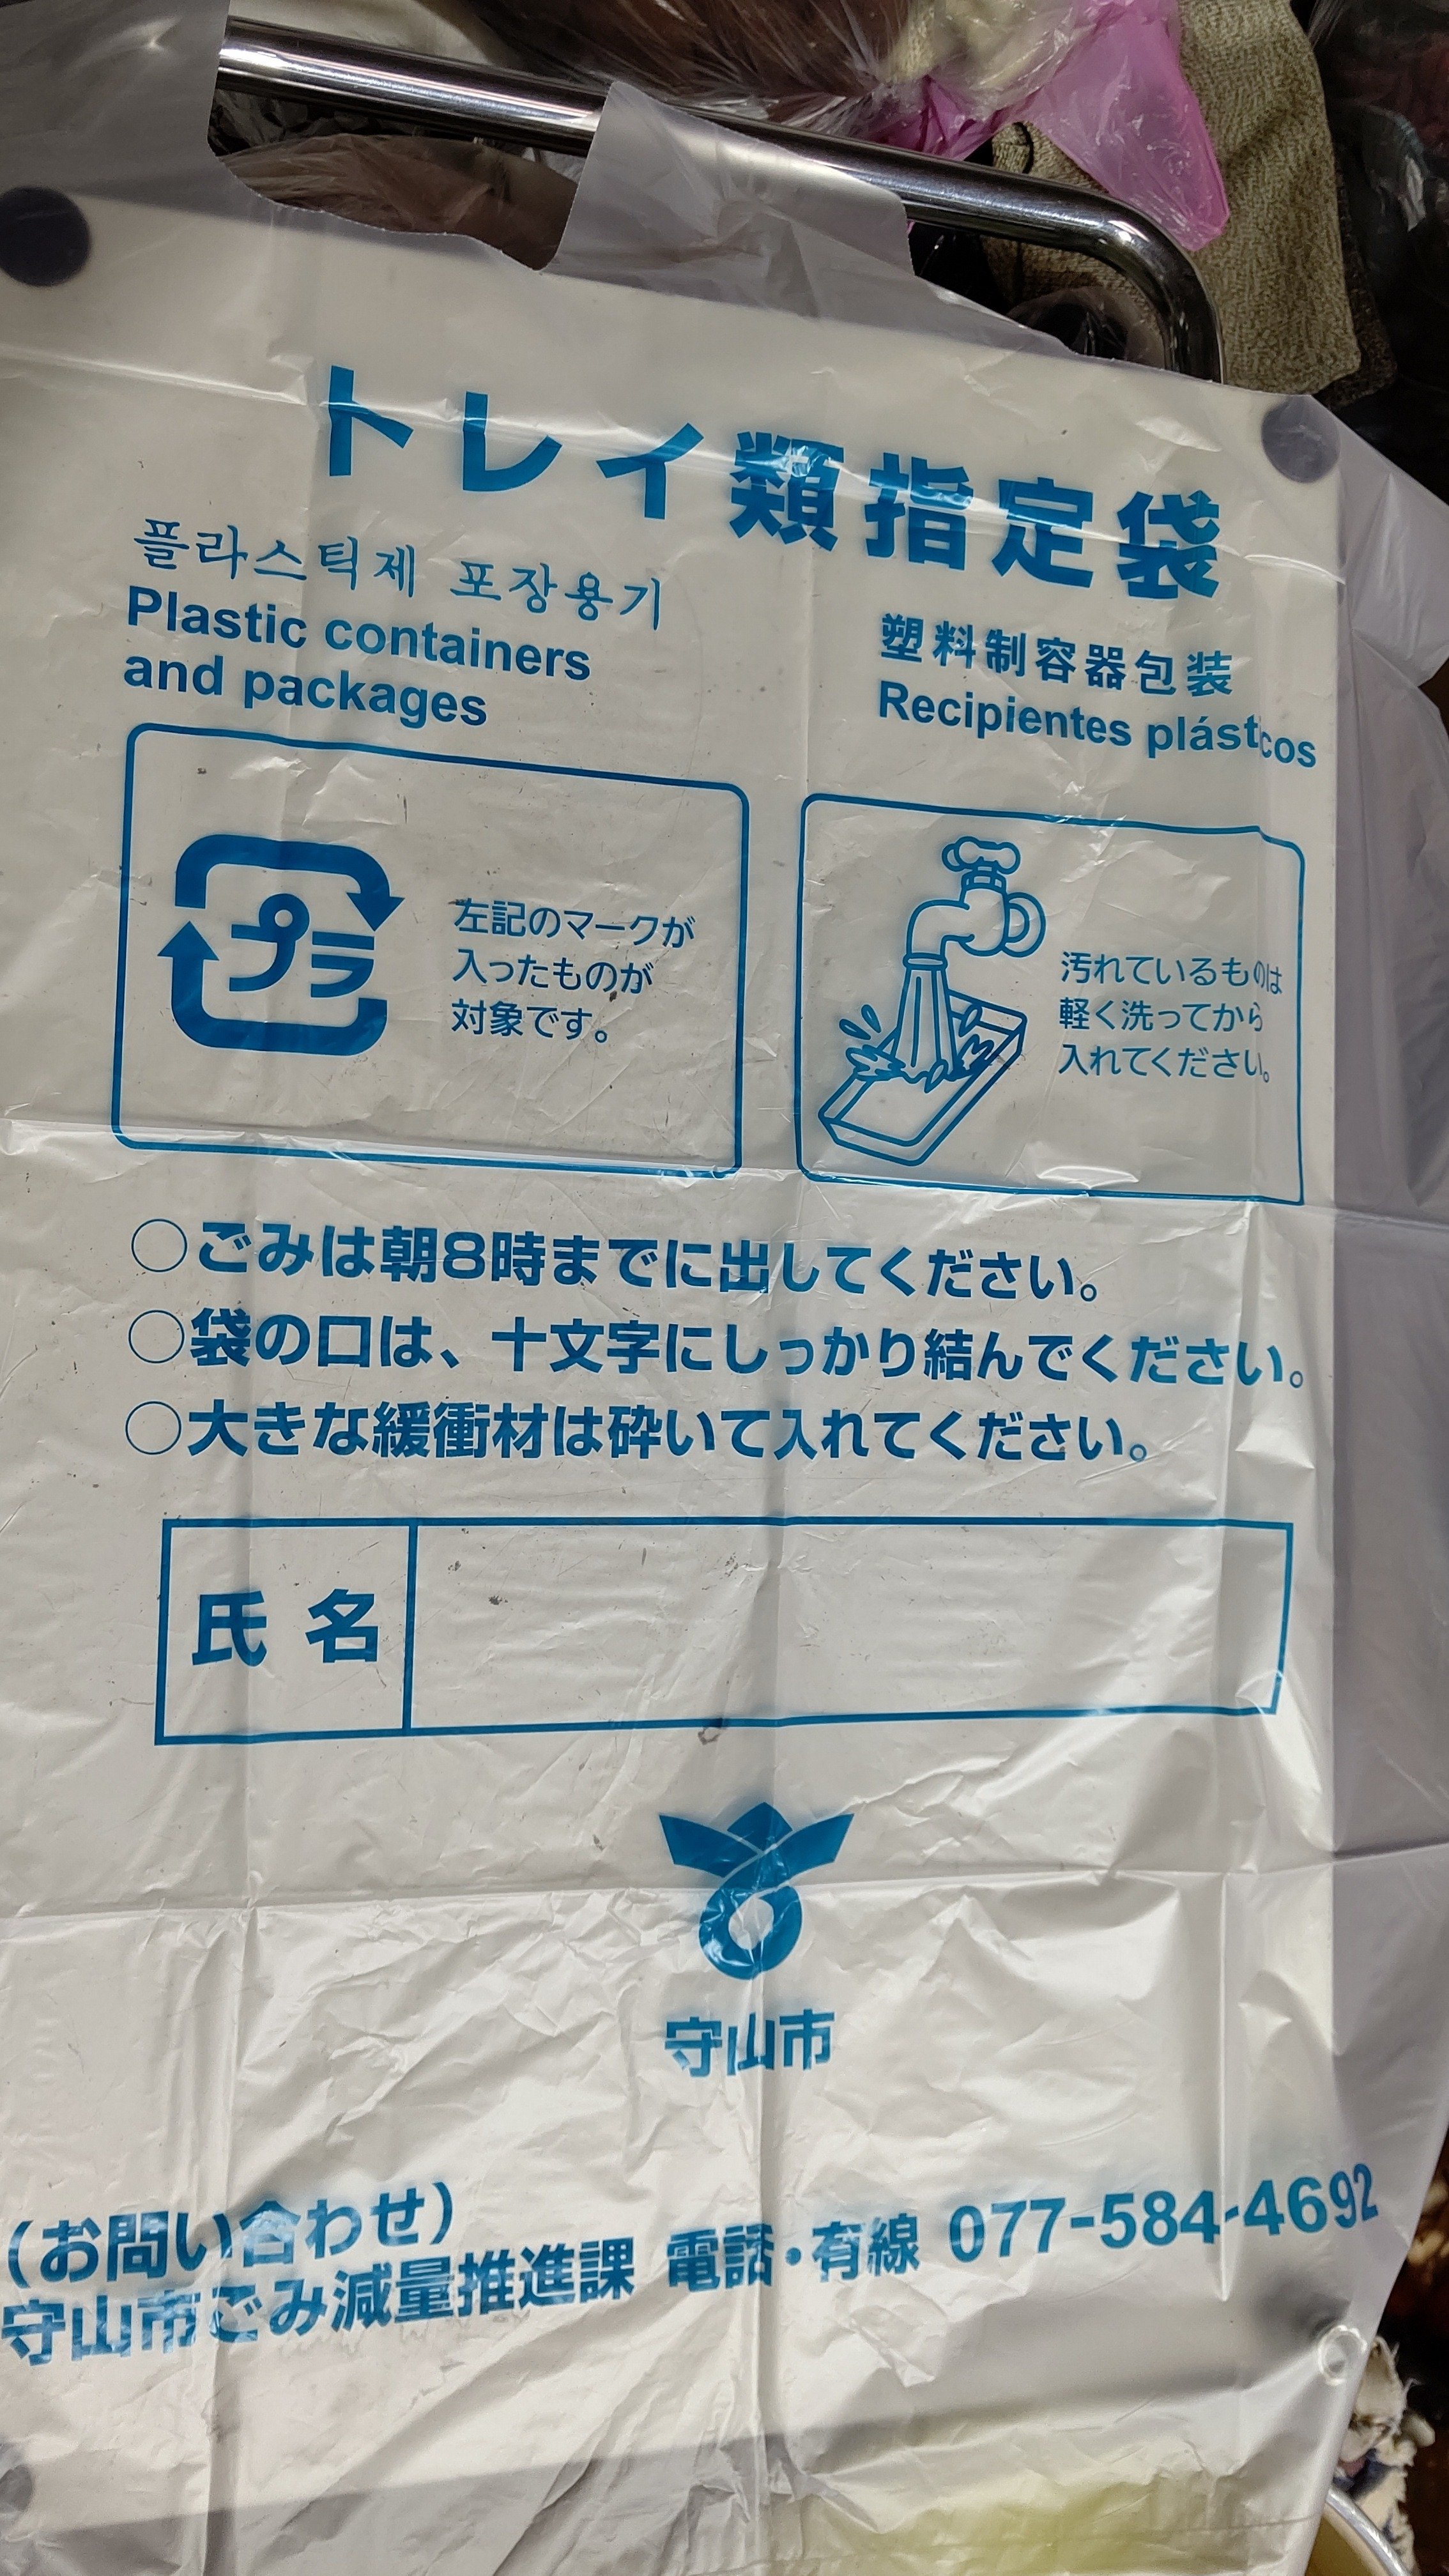 トレイ類指定袋
플라스틱제 포장용기
Plastic containers
and packages
塑料制容器包装
Recipientes plásticos
プラ
左記のマークが
入ったものが
対象です。
汚れているものは
軽く洗ってから
入れてください。
○ごみは朝8時までに出してください。
○袋の口は、十文字にしっかり結んでください。
○大きな緩衝材は砕いて入れてください。
氏名
守山市
(お問い合わせ)
守山市ごみ減量推進課 電話・有線 077-584-4692